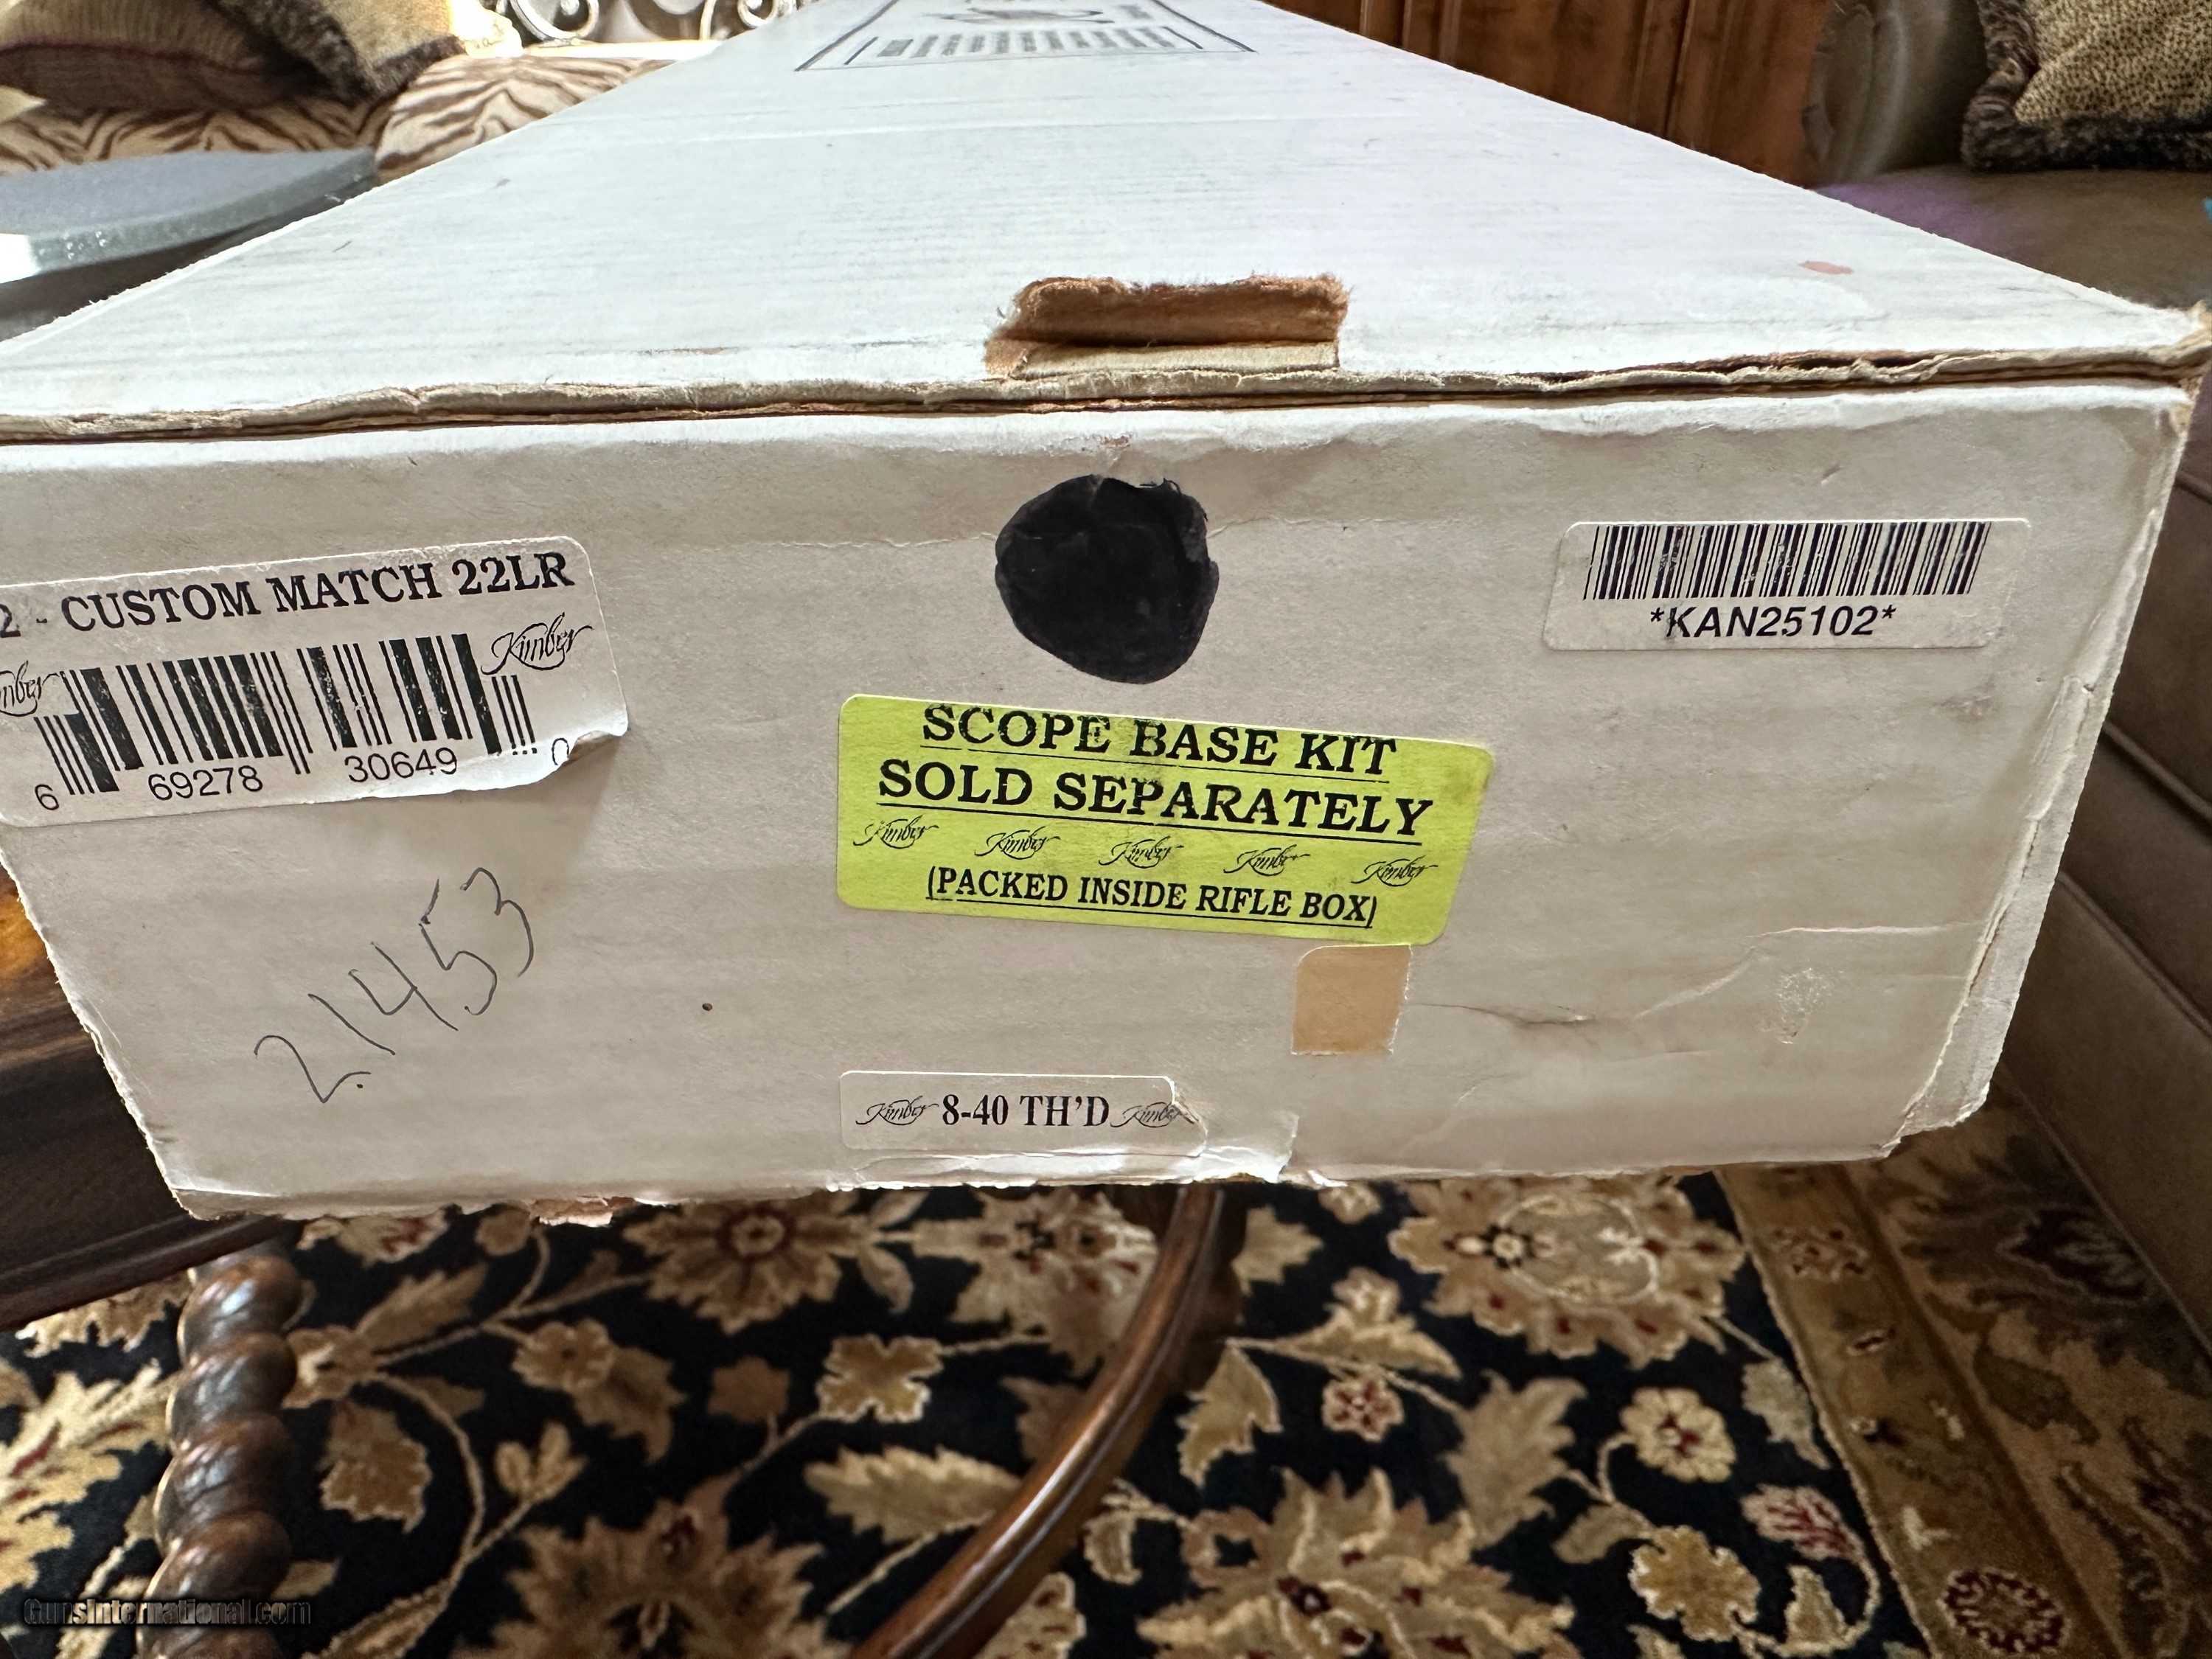 2 - CUSTOM MATCH 22LR
Kimber
6 69278 30649 0
*KAN25102*
SCOPE BASE KIT
SOLD SEPARATELY
Kimber Kimber Kimber Kimber Kimber
(PACKED INSIDE RIFLE BOX)
21453
Kimber 8-40 TH'D Kimber
GunsInternational.com